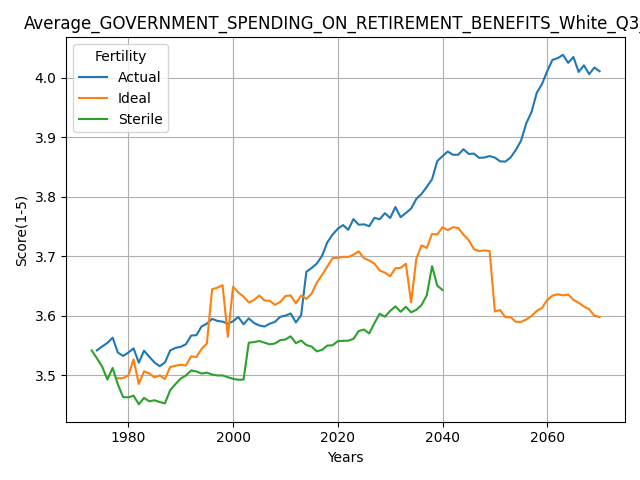 Average_GOVERNMENT_SPENDING_ON_RETIREMENT_BENEFITS_White_Q3_
Fertility
Actual
Ideal
Sterile
Score(1-5)
4.0
3.9
3.8
3.7
3.6
3.5
1980 2000 2020 2040 2060
Years